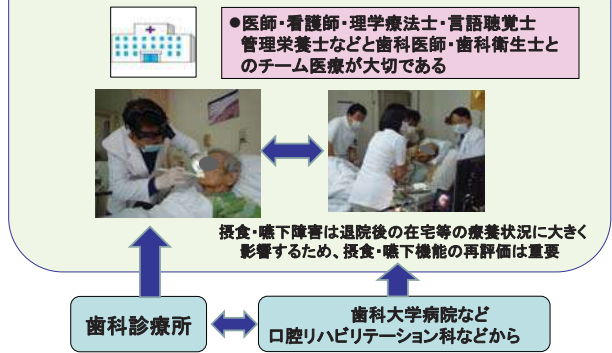 ●医師・看護師・理学療法士・言語聴覚士
管理栄養士などと歯科医師・歯科衛生士と
のチーム医療が大切である
摂食・嚥下障害は退院後の在宅等の療養状況に大きく
影響するため、摂食・嚥下機能の再評価は重要
歯科診療所
歯科大学病院など
口腔リハビリテーション科などから